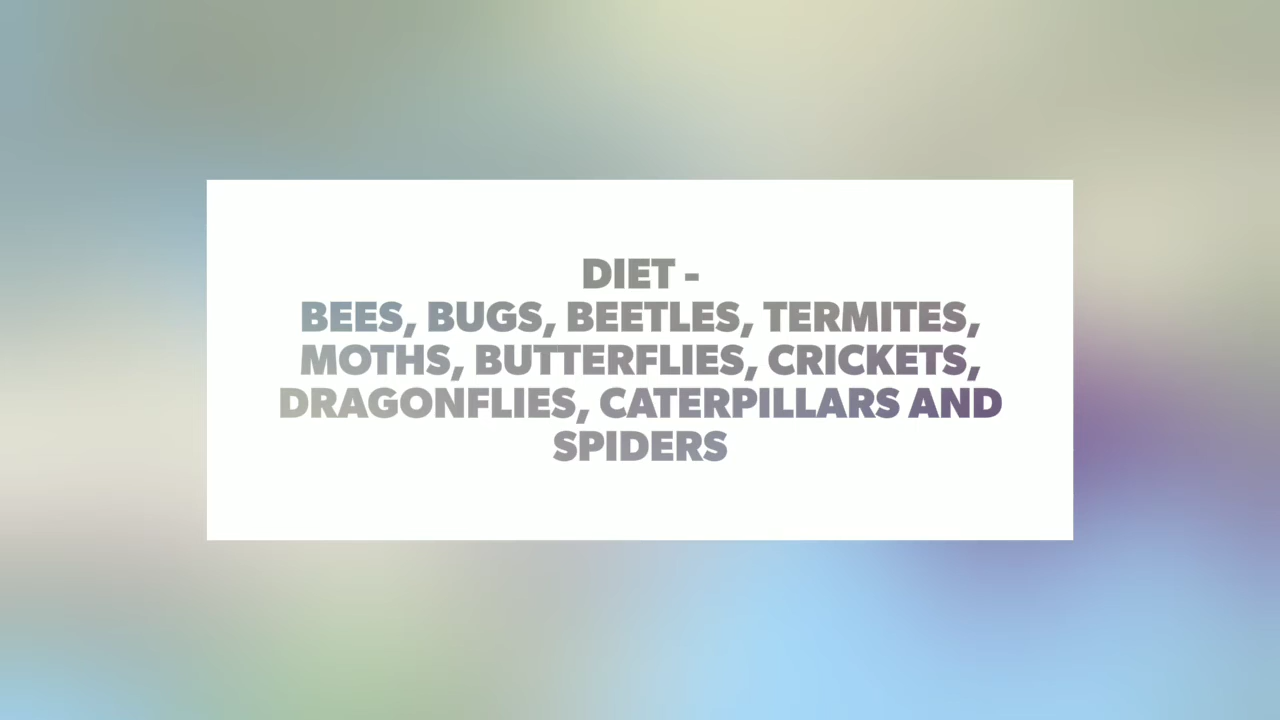 DIET -
BEES, BUGS, BEETLES, TERMITES,
MOTHS, BUTTERFLIES, CRICKETS,
DRAGONFLIES, CATERPILLARS AND
SPIDERS